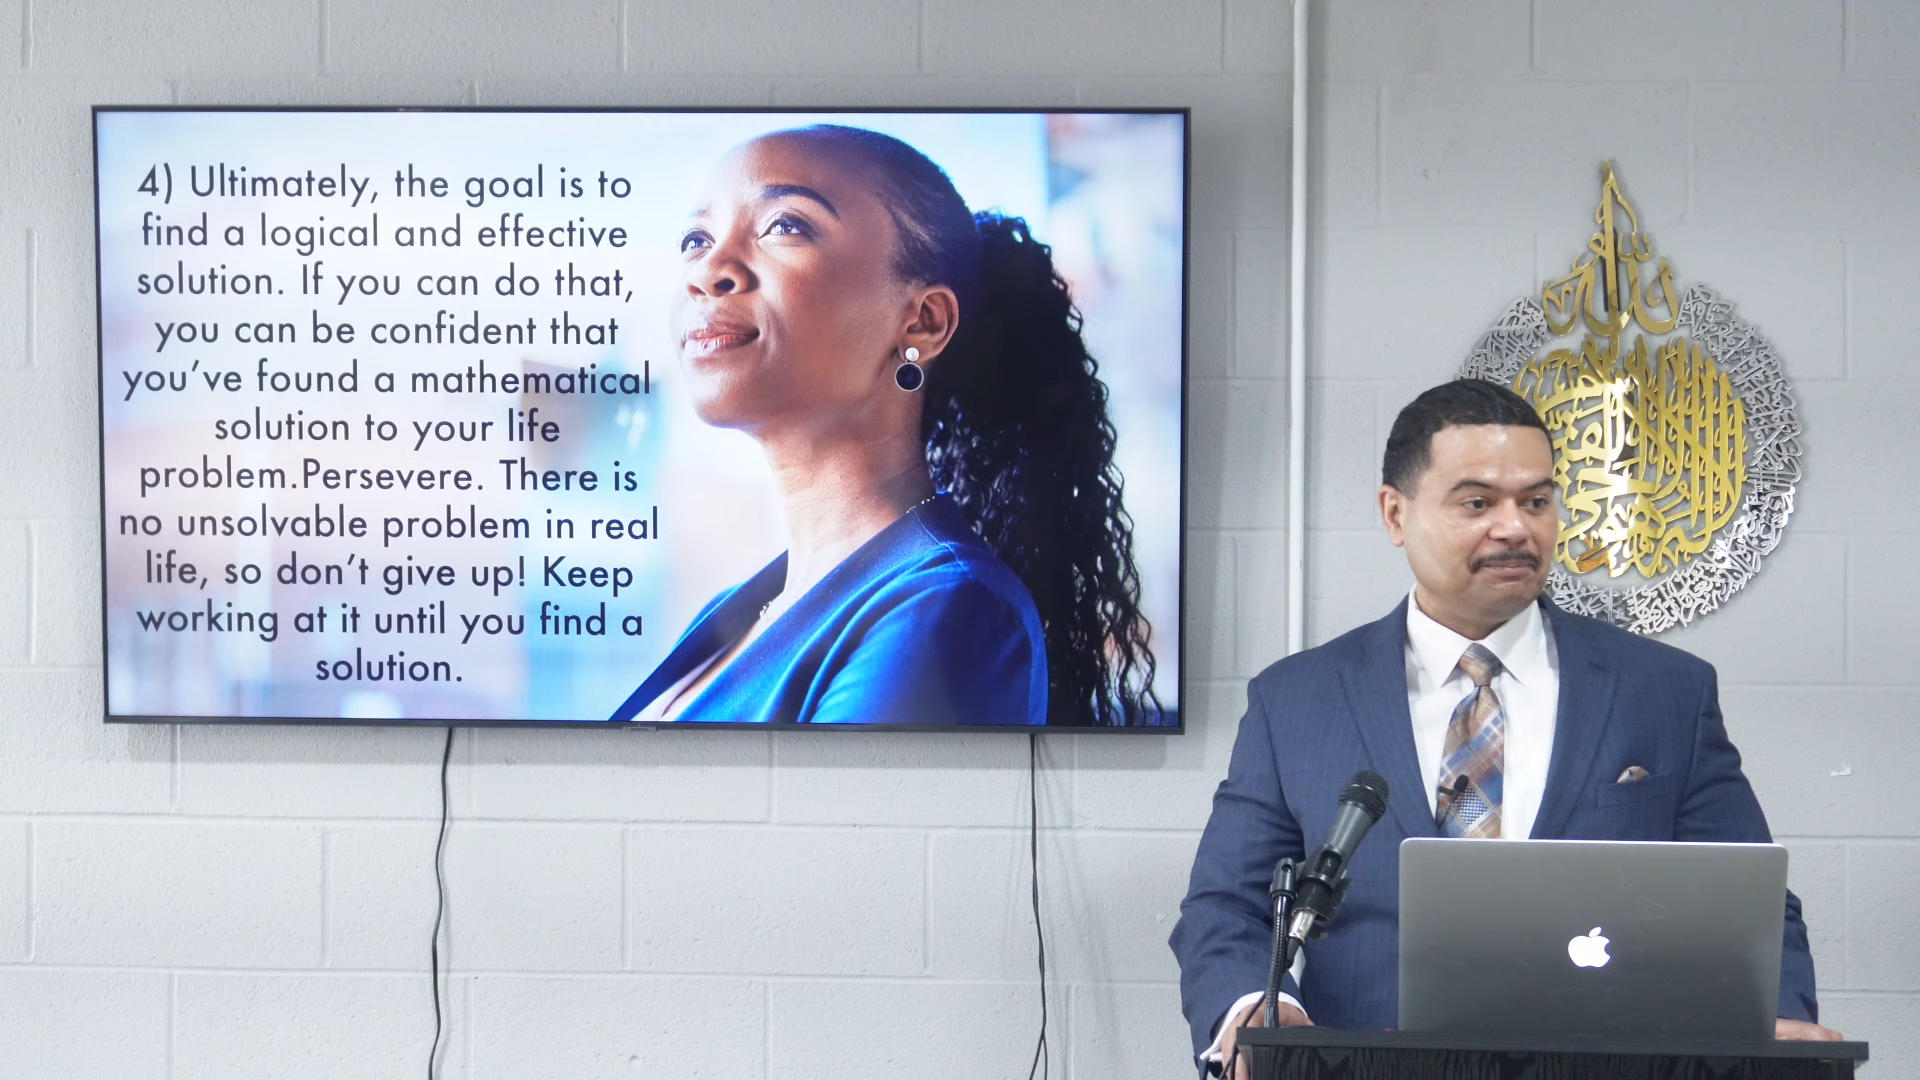 4) Ultimately, the goal is to
find a logical and effective
solution. If you can do that,
you can be confident that
you've found a mathematical
solution to your life
problem.Persevere. There is
no unsolvable problem in real
life, so don't give up! Keep
working at it until you find a
solution.